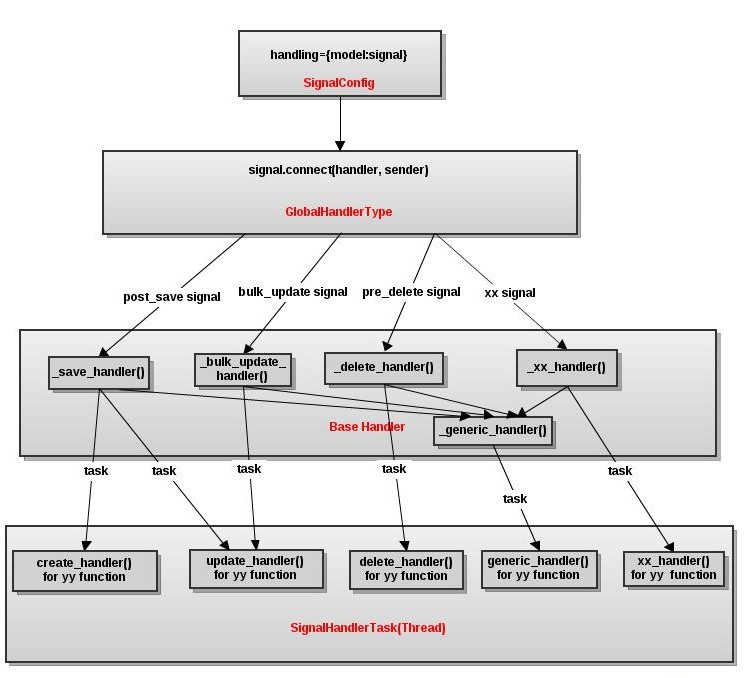 handling={model:signal}
SignalConfig
signal.connect(handler, sender)
GlobalHandlerType
post_save signal
bulk_update signal
pre_delete signal
xx signal
_save_handler()
_bulk_update_
handler()
_delete_handler()
_xx_handler()
Base Handler
_generic_handler()
task
task
task
task
task
task
create_handler()
for yy function
update_handler()
for yy function
delete_handler()
for yy function
generic_handler()
for yy function
xx_handler()
for yy function
SignalHandlerTask(Thread)